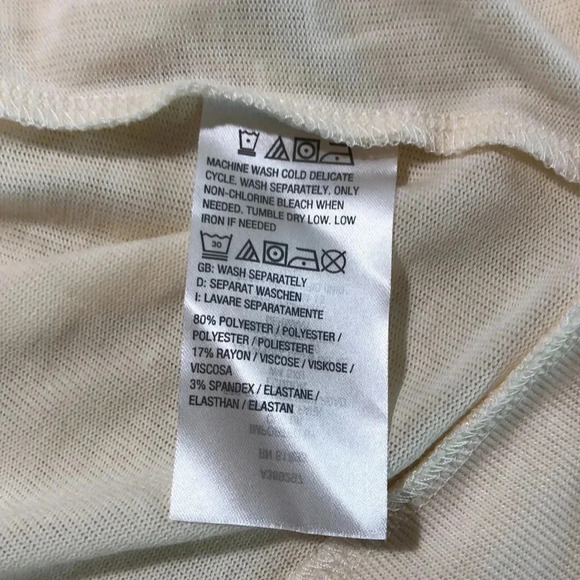 MACHINE WASH COLD DELICATE
CYCLE. WASH SEPARATELY. ONLY
NON-CHLORINE BLEACH WHEN
NEEDED. TUMBLE DRY LOW. LOW
IRON IF NEEDED
30
GB: WASH SEPARATELY
D: SEPARAT WASCHEN
I: LAVARE SEPARATAMENTE
80% POLYESTER / POLYESTER /
POLYESTER / POLIESTERE
17% RAYON / VISCOSE / VISKOSE /
VISCOSA
3% SPANDEX / ELASTANE /
ELASTHAN / ELASTAN